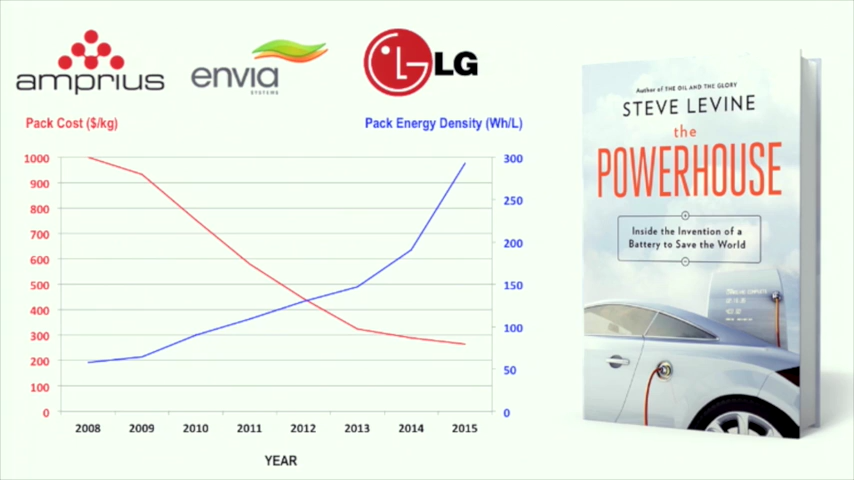 amprius
envia
SYSTEMS
LG
Pack Cost ($/kg)
Pack Energy Density (Wh/L)
1000
900
800
700
600
500
400
300
200
100
0
300
250
200
150
100
50
0
2008 2009 2010 2011 2012 2013 2014 2015
YEAR
Author of THE OIL AND THE GLORY
STEVE LEVINE
the
POWERHOUSE
Inside the Invention of a
Battery to Save the World